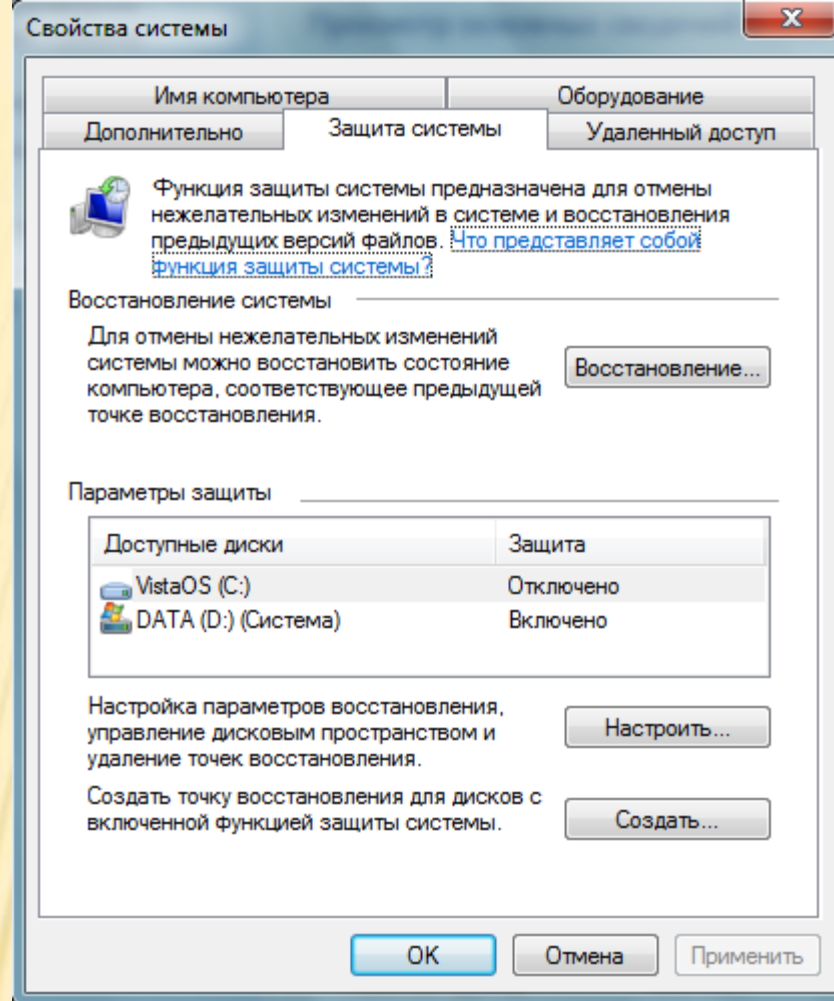 Свойства системы
Имя компьютера
Оборудование
Дополнительно
Защита системы
Удаленный доступ
Функция защиты системы предназначена для отмены
нежелательных изменений в системе и восстановления
предыдущих версий файлов. Что представляет собой
функция защиты системы?
Восстановление системы
Для отмены нежелательных изменений
системы можно восстановить состояние
компьютера, соответствующее предыдущей
точке восстановления.
Восстановление...
Параметры защиты
Доступные диски
Защита
VistaOS (C:)
Отключено
DATA (D:) (Система)
Включено
Настройка параметров восстановления,
управление дисковым пространством и
удаление точек восстановления.
Настроить...
Создать точку восстановления для дисков с
включенной функцией защиты системы.
Создать...
OK
Отмена
Применить